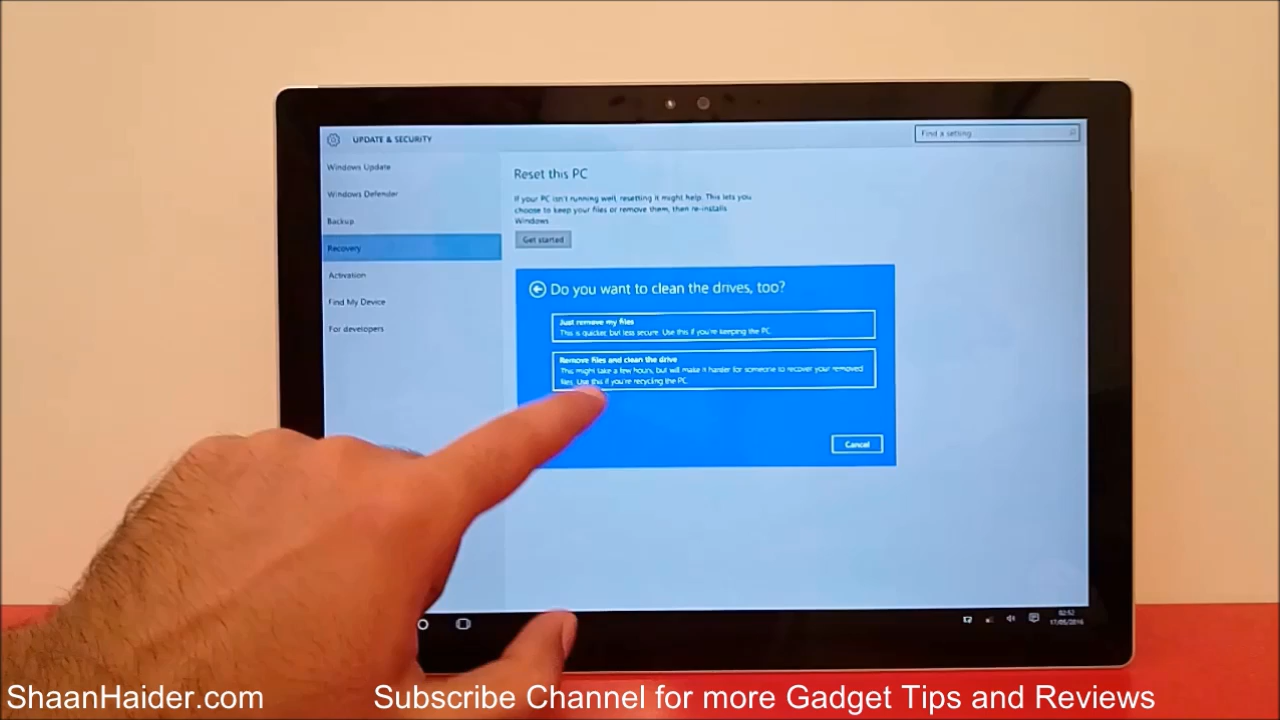 UPDATE & SECURITY
Find a setting
Windows Update
Windows Defender
Backup
Recovery
Activation
Find My Device
For developers
Reset this PC
If your PC isn't running well, resetting it might help. This lets you
choose to keep your files or remove them, then re-installs
Windows.
Get started
Do you want to clean the drives, too?
Just remove my files
This is quicker, but less secure. Use this if you're keeping the PC.
Remove files and clean the drive
This might take a few hours, but will make it harder for someone to recover your removed
files. Use this if you're recycling the PC.
Cancel
02:52
17/05/2016
ShaanHaider.com
Subscribe Channel for more Gadget Tips and Reviews